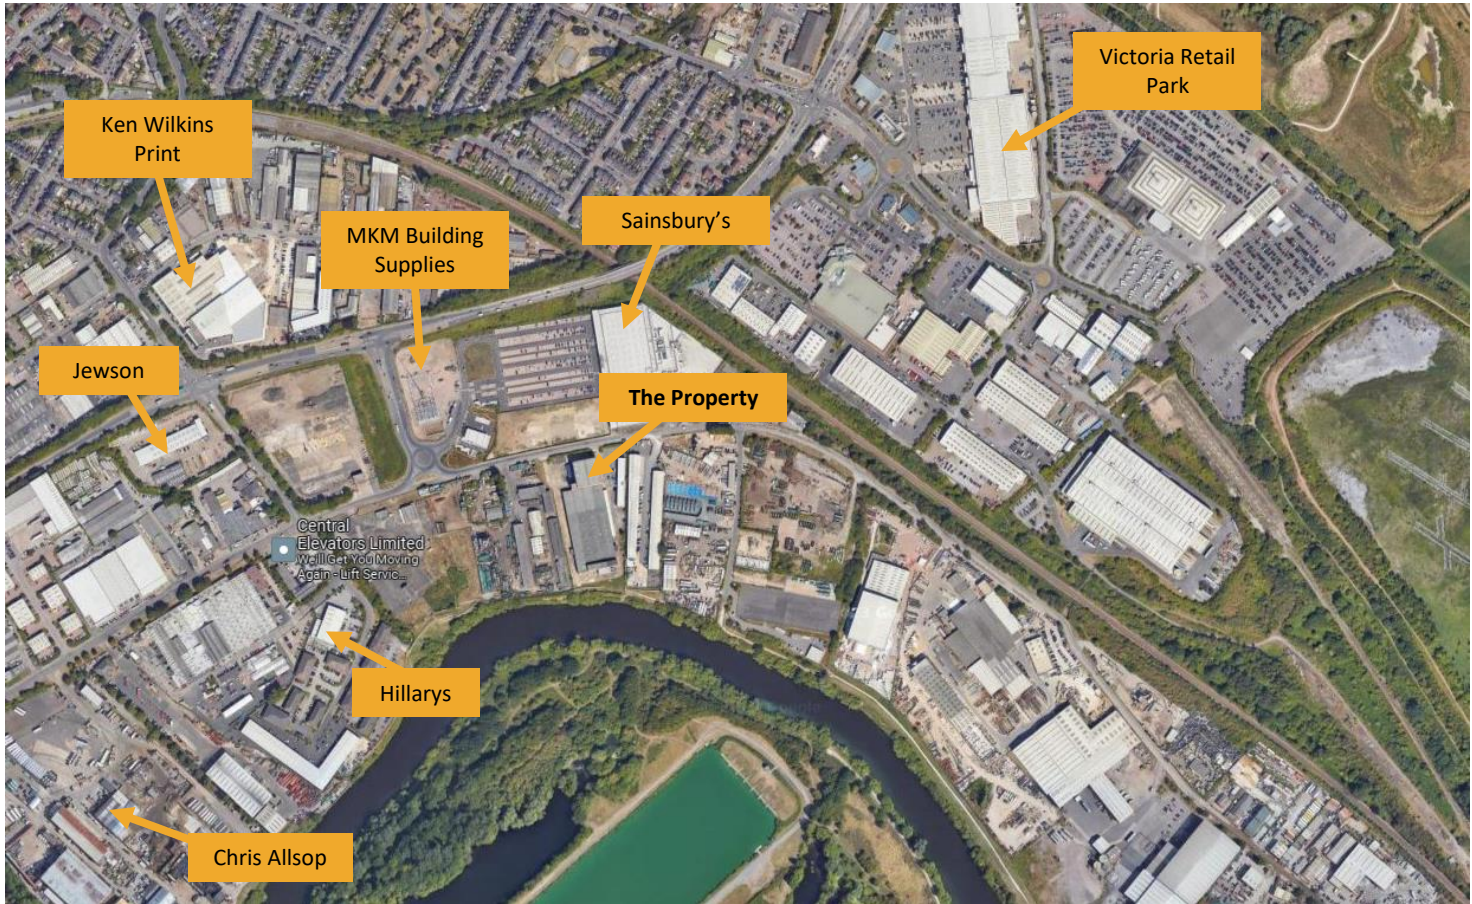 Victoria Retail
Park
Ken Wilkins
Print
Sainsbury’s
MKM Building
Supplies
Jewson
The Property
Central
Elevators Limited
We'll Get You Moving
Again - Lift Servic...
Hillarys
Chris Allsop